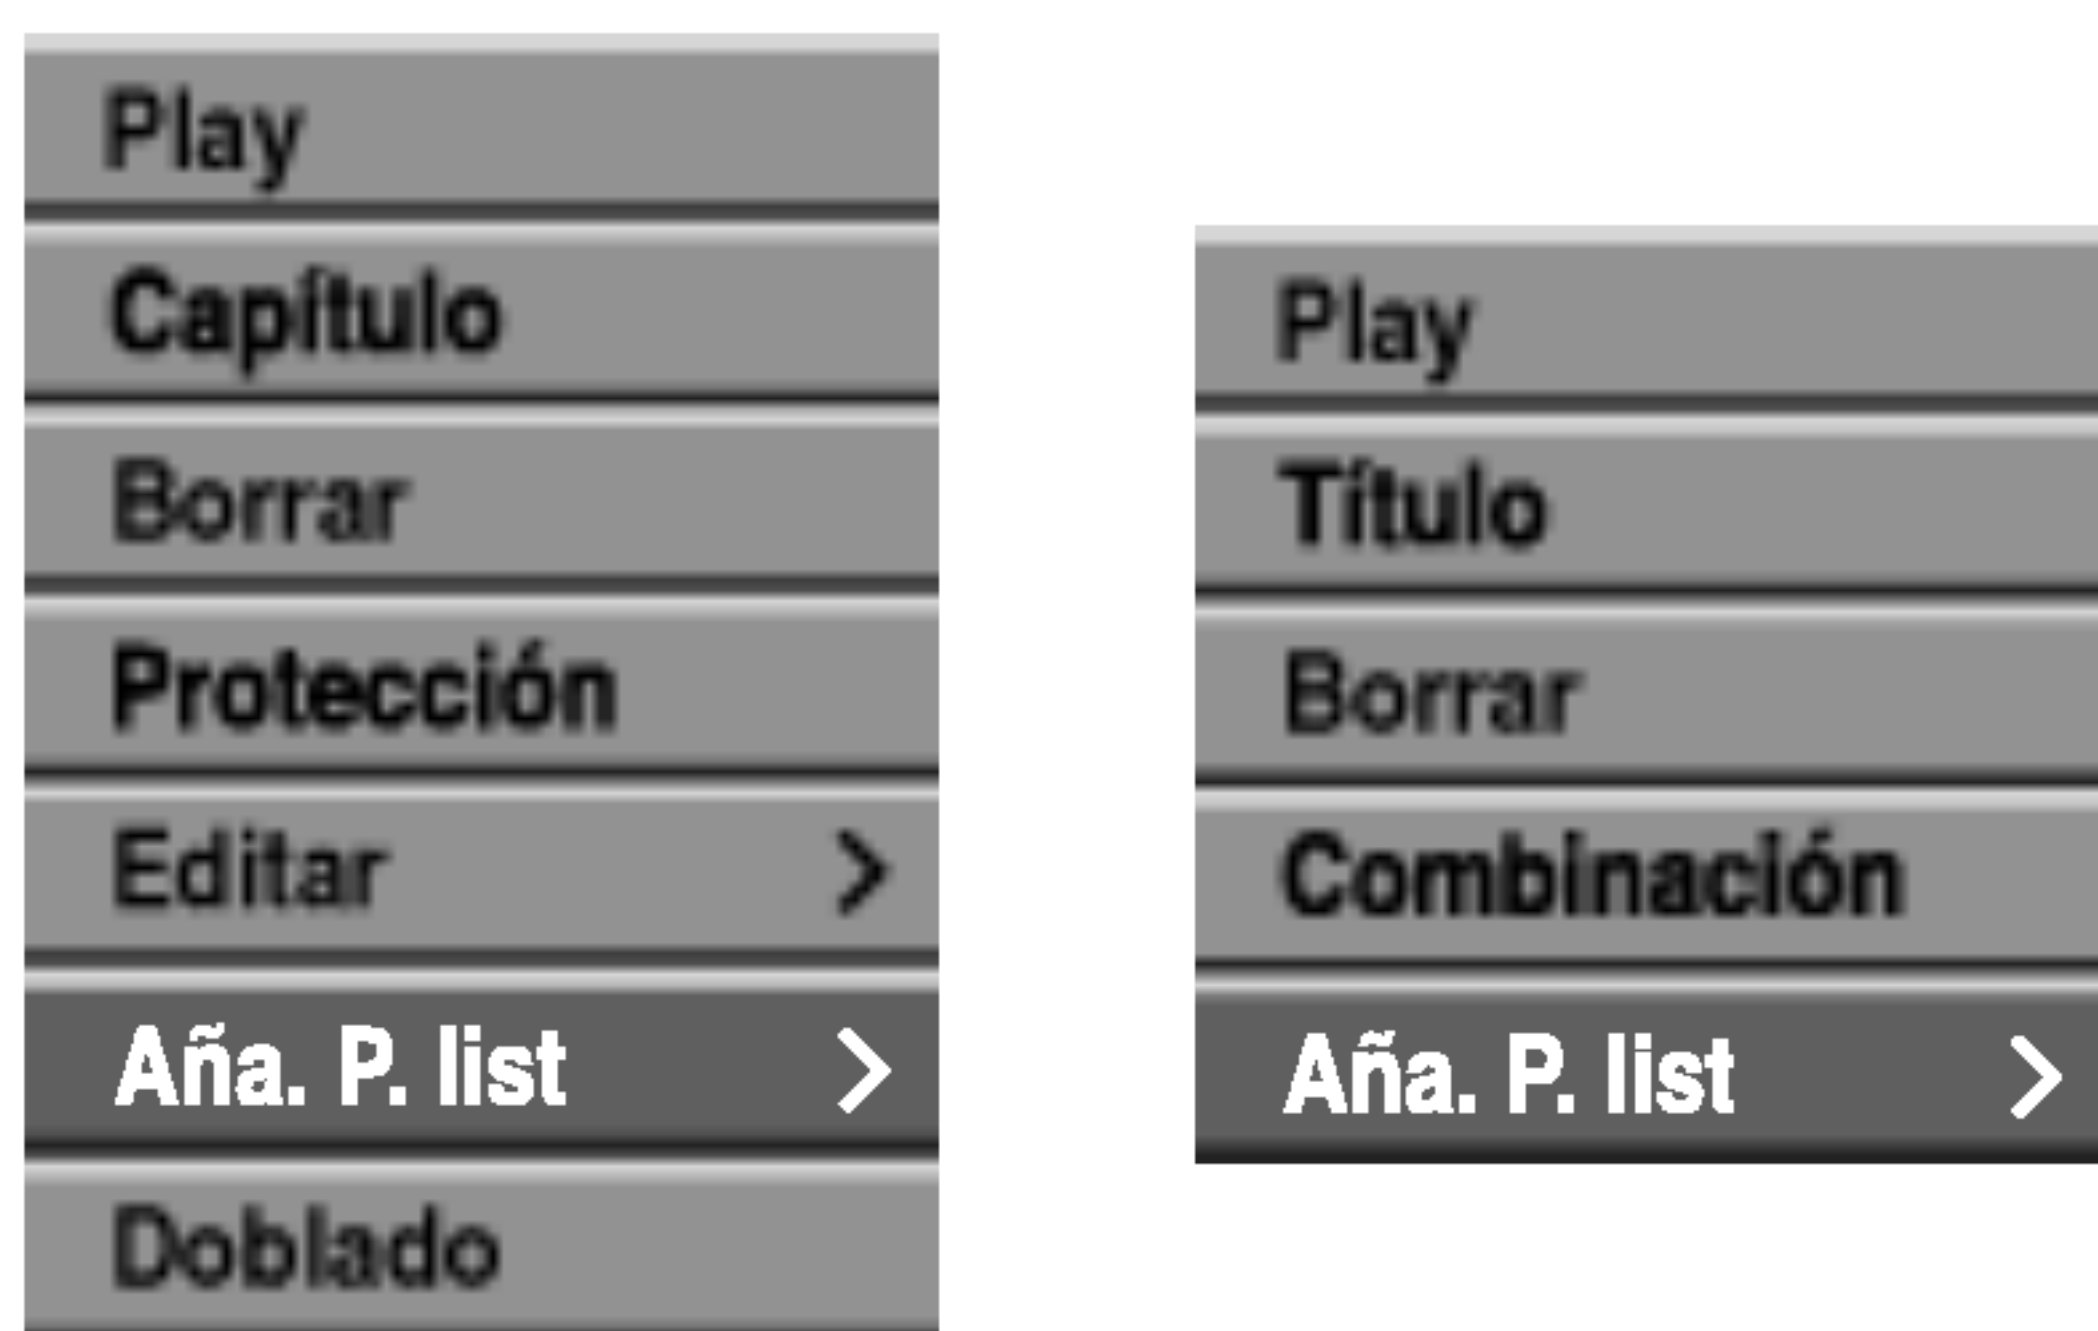 Play
Capítulo
Borrar
Protección
Editar >
Aña. P. list >
Doblado
Play
Título
Borrar
Combinación
Aña. P. list >